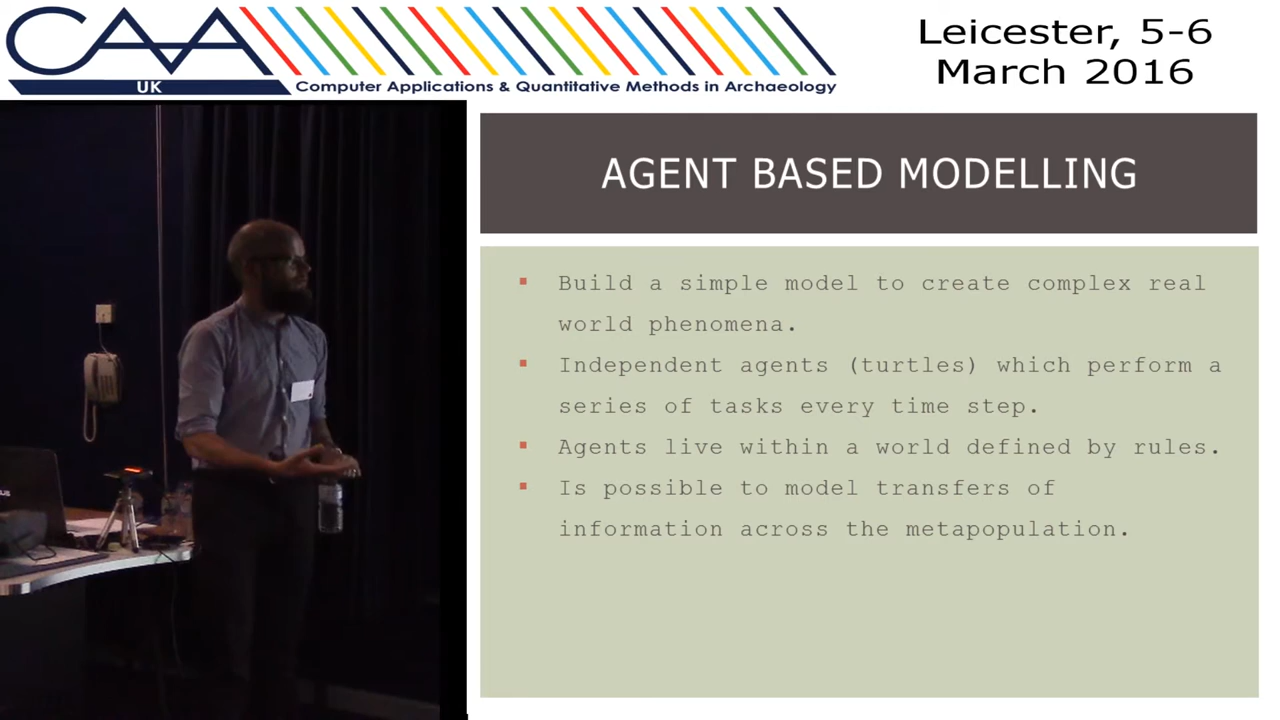 CAA
UK
Computer Applications & Quantitative Methods in Archaeology
Leicester, 5-6
March 2016
AGENT BASED MODELLING
▪ Build a simple model to create complex real
world phenomena.
▪ Independent agents (turtles) which perform a
series of tasks every time step.
▪ Agents live within a world defined by rules.
▪ Is possible to model transfers of
information across the metapopulation.